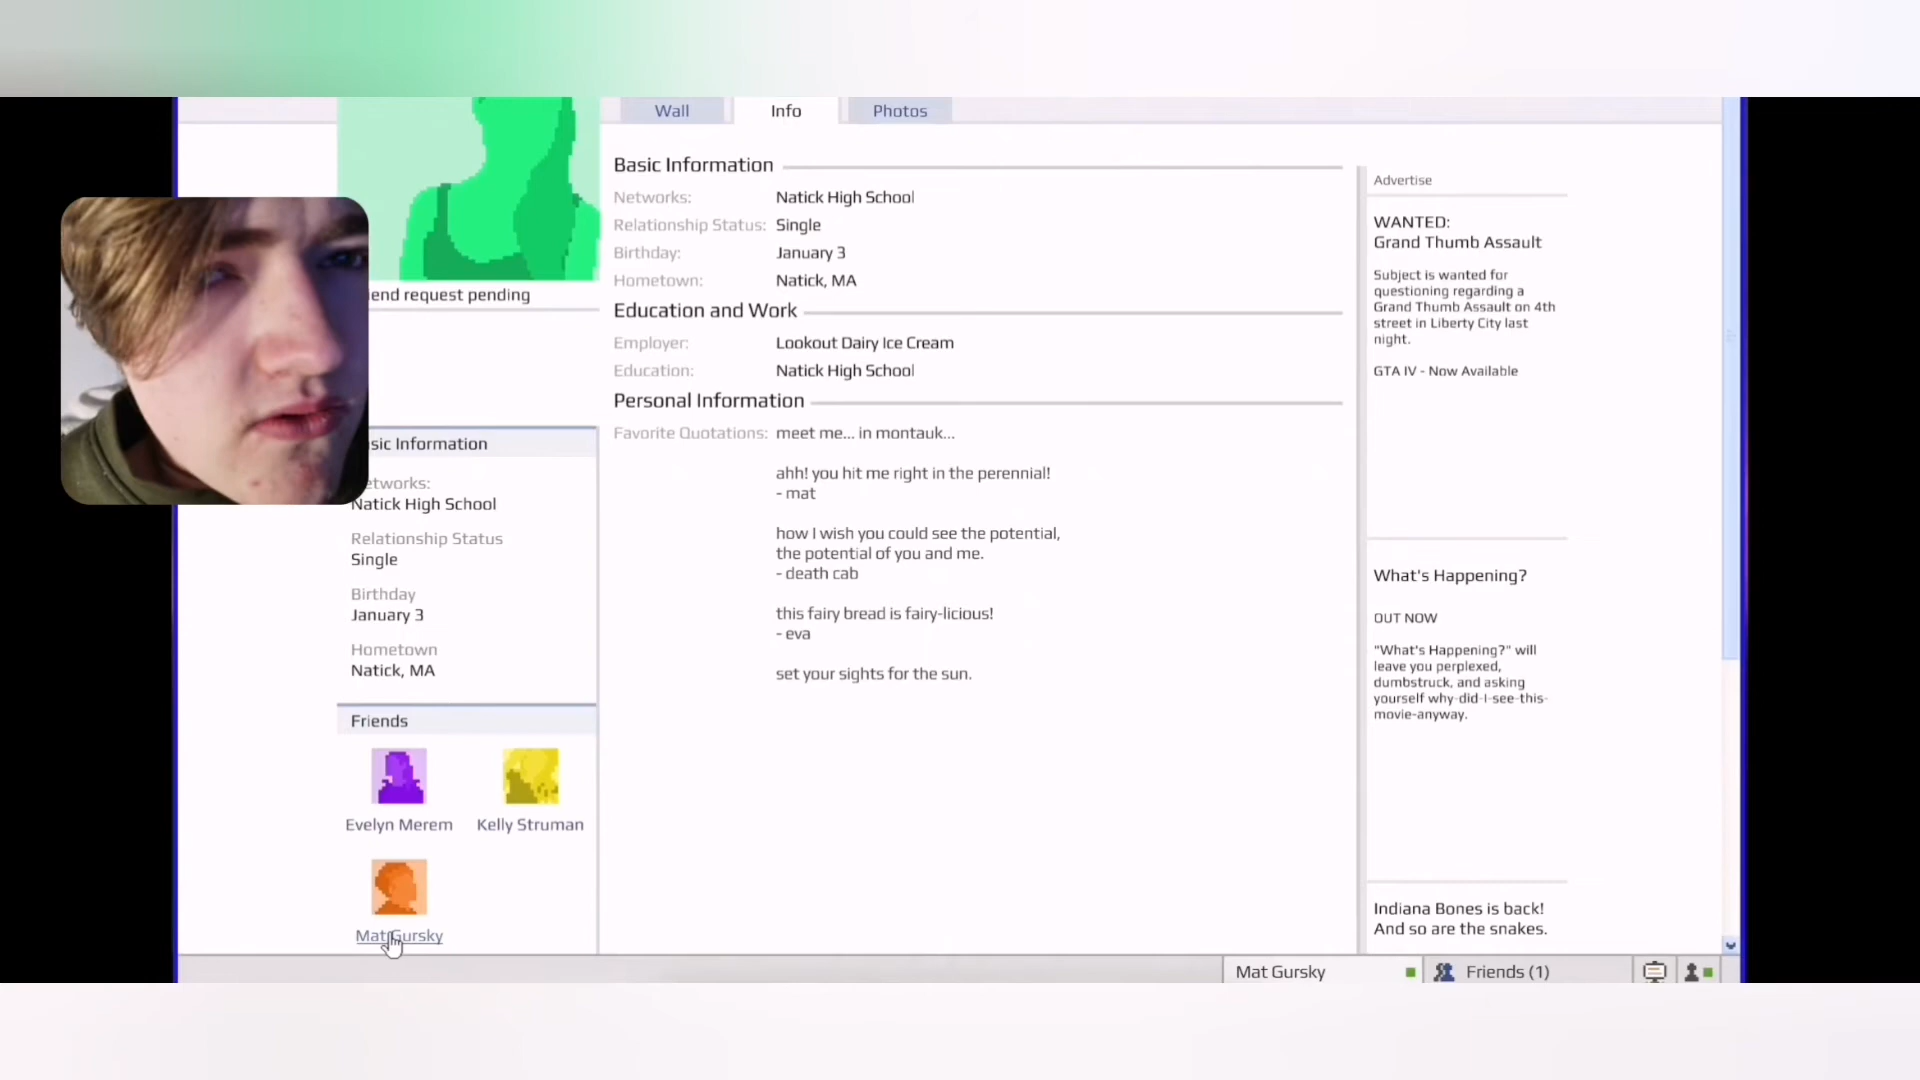 Wall
Info
Photos
Basic Information
Networks: Natick High School
Relationship Status: Single
Birthday: January 3
Hometown: Natick, MA
Education and Work
Employer: Lookout Dairy Ice Cream
Education: Natick High School
Personal Information
Favorite Quotations: meet me... in montauk...
ahh! you hit me right in the perennial!
- mat
how I wish you could see the potential,
the potential of you and me.
- death cab
this fairy bread is fairy-licious!
- eva
set your sights for the sun.
request pending
Information
Natick High School
Relationship Status
Single
Birthday
January 3
Hometown
Natick, MA
Friends
Evelyn Merem
Kelly Struman
Mat Gursky
Advertise
WANTED:
Grand Thumb Assault
Subject is wanted for
questioning regarding a
Grand Thumb Assault on 4th
street in Liberty City last
night.
GTA IV - Now Available
What's Happening?
OUT NOW
"What's Happening?" will
leave you perplexed,
dumbstruck, and asking
yourself why-did-I-see-this-
movie-anyway.
Indiana Bones is back!
And so are the snakes.
Mat Gursky
Friends (1)